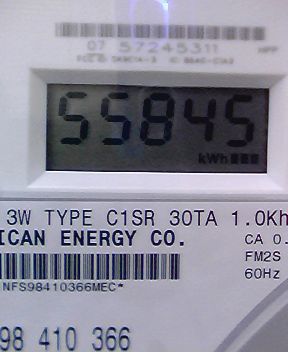 07 57245311
55845
kWh
3W TYPE C1SR 30TA 1.0Kh
ICAN ENERGY CO.
CA 0.
FM2S
60Hz
NFS98410366MEC*
98 410 366